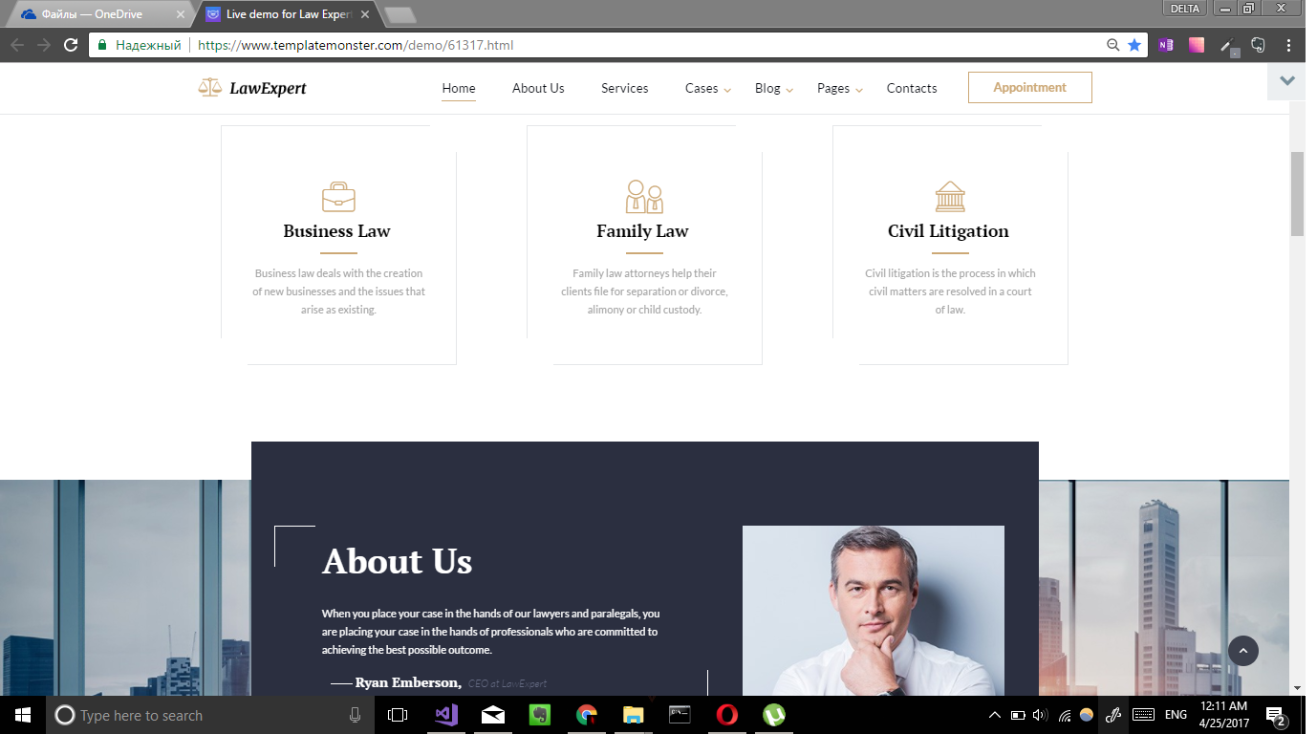 Файлы — OneDrive
Live demo for Law Expert
DELTA
Надежный
https://www.templatemonster.com/demo/61317.html
LawExpert
Home
About Us
Services
Cases
Blog
Pages
Contacts
Appointment
Business Law
Business law deals with the creation
of new businesses and the issues that
arise as existing.
Family Law
Family law attorneys help their
clients file for separation or divorce,
alimony or child custody.
Civil Litigation
Civil litigation is the process in which
civil matters are resolved in a court
of law.
About Us
When you place your case in the hands of our lawyers and paralegals, you
are placing your case in the hands of professionals who are committed to
achieving the best possible outcome.
Ryan Emberson, CEO at LawExpert
Type here to search
ENG
12:11 AM
4/25/2017
2